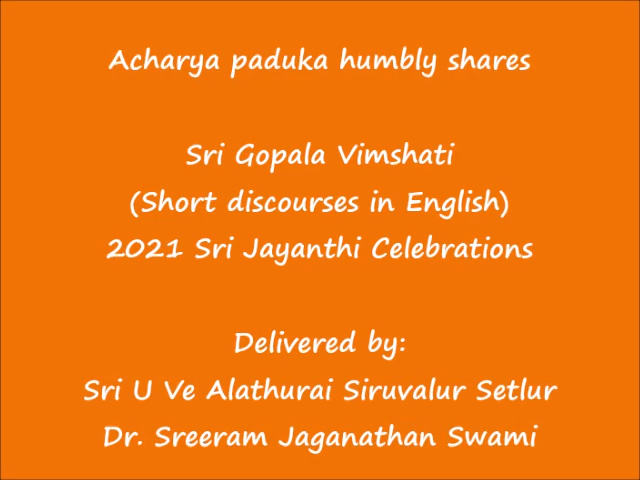 Acharya paduka humbly shares
Sri Gopala Vimshati
(Short discourses in English)
2021 Sri Jayanthi Celebrations
Delivered by:
Sri U Ve Alathurai Siruvalur Setlur
Dr. Sreeram Jaganathan Swami